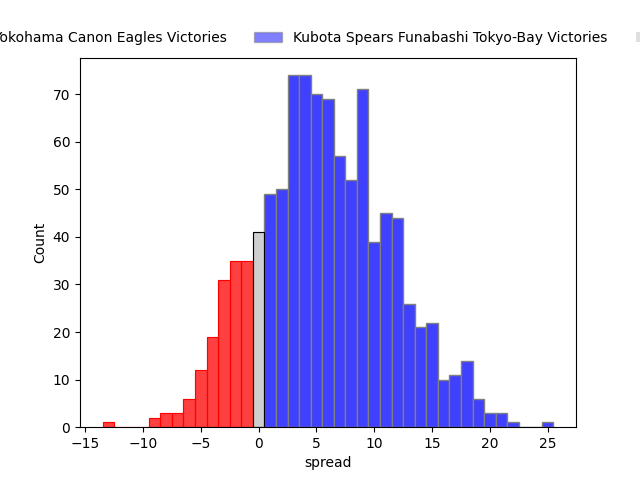 Yokohama Canon Eagles Victories Kubota Spears Funabashi Tokyo-Bay Victories
70
60
50
40
30
20
10
0
Count
−15 −10 −5 0 5 10 15 20 25
spread